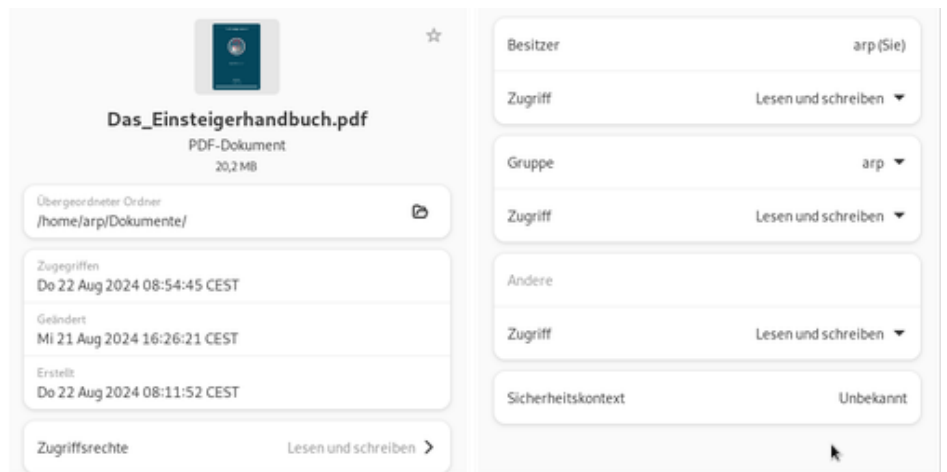 Das_Einsteigerhandbuch.pdf
PDF-Dokument
20,2 MB
Übergeordneter Ordner
/home/arp/Dokumente/
Zugegriffen
Do 22 Aug 2024 08:54:45 CEST
Geändert
Mi 21 Aug 2024 16:26:21 CEST
Erstellt
Do 22 Aug 2024 08:11:52 CEST
Zugriffsrechte Lesen und schreiben
Besitzer arp (Sie)
Zugriff Lesen und schreiben
Gruppe arp
Zugriff Lesen und schreiben
Andere
Zugriff Lesen und schreiben
Sicherheitskontext Unbekannt